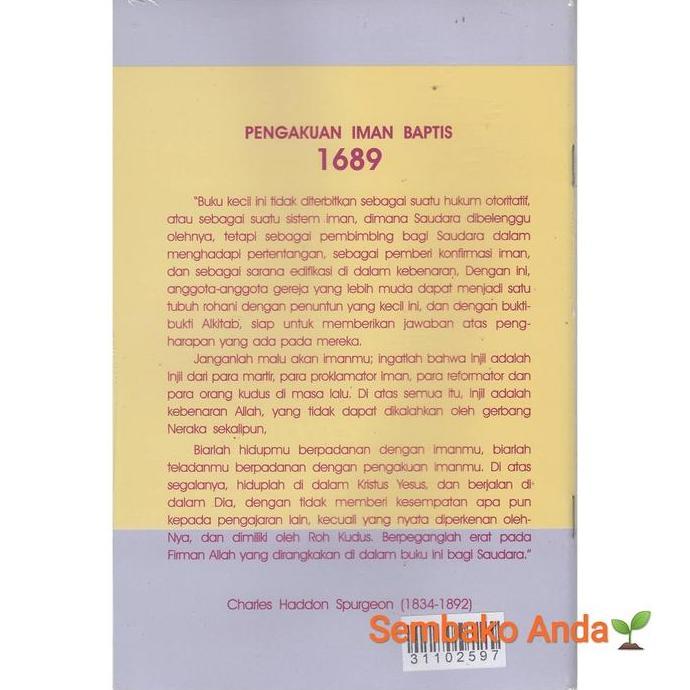 PENGAKUAN IMAN BAPTIS
1689
"Buku kecil ini tidak diterbitkan sebagai suatu hukum otoritatif,
atau sebagai suatu sistem iman, dimana Saudara dibelenggu
olehnya, tetapi sebagai pembimbing bagi Saudara dalam
menghadapi pertentangan, sebagai pemberi konfirmasi iman,
dan sebagai sarana edifikasi di dalam kebenaran, Dengan ini,
anggota-anggota gereja yang lebih muda dapat menjadi satu
tubuh rohani dengan penuntun yang kecil ini, dan dengan bukti-
bukti Alkitab, siap untuk memberikan jawaban atas peng-
harapan yang ada pada mereka.
Janganlah malu akan imanmu; ingatlah bahwa injil adalah
Injil dari para martir, para proklamator iman, para reformator dan
para orang kudus di masa lalu. Di atas semua itu, injil adalah
kebenaran Allah, yang tidak dapat dikalahkan oleh gerbang
Neraka sekalipun,
Biarlah hidupmu berpadanan dengan imanmu, biarlah
teladanmu berpadanan dengan pengakuan imanmu. Di atas
segalanya, hiduplah di dalam Kristus Yesus, dan berjalan di
dalam Dia, dengan tidak memberi kesempatan apa pun
kepada pengajaran lain, kecuali yang nyata diperkenan oleh-
Nya, dan dimiliki oleh Roh Kudus. Berpeganglah erat pada
Firman Allah yang dirangkakan di dalam buku ini bagi Saudara."
Charles Haddon Spurgeon (1834-1892)
Sembako Anda
31102597